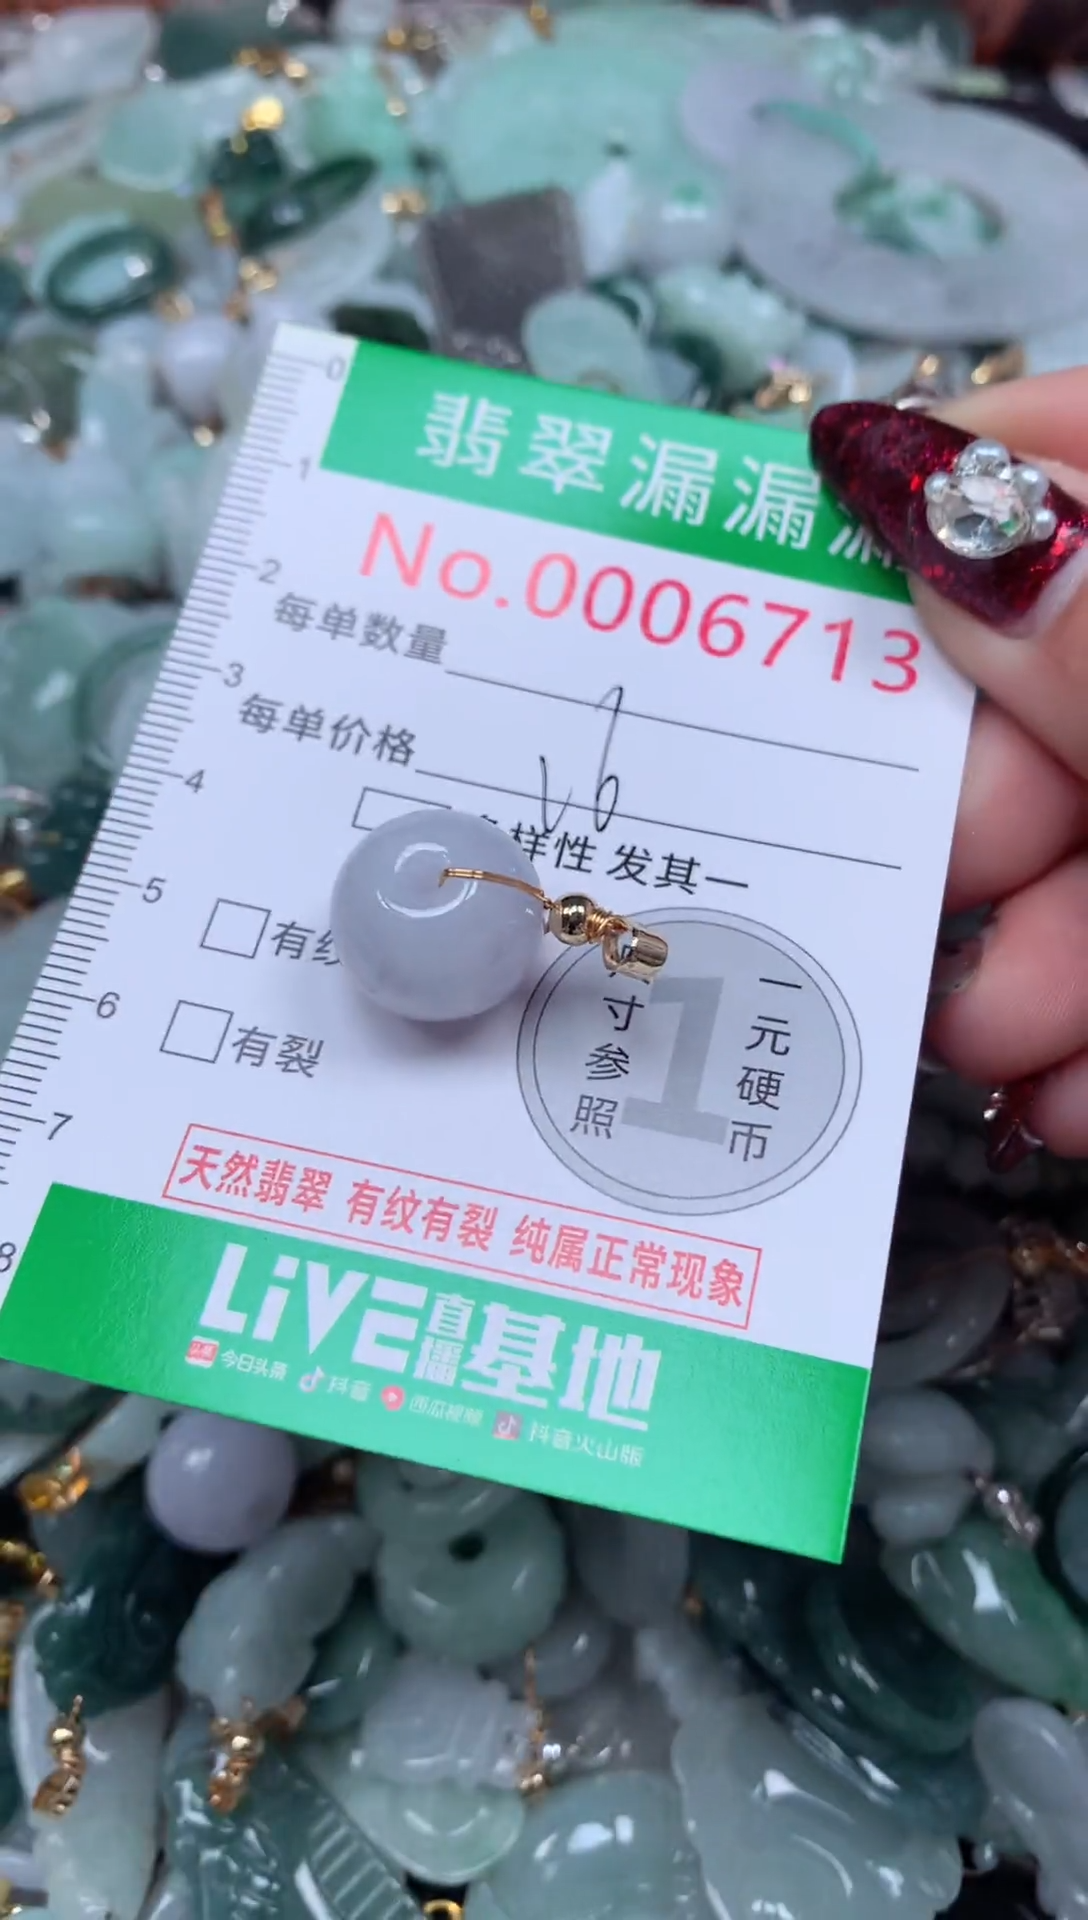 0
1
2
3
4
5
6
7
8
翡翠漏漏
No.0006713
每单数量 1
每单价格
样性 发其一
有纹
有裂
寸参照
1
一元硬币
天然翡翠 有纹有裂 纯属正常现象
LiVE直播基地
今日头条 抖音 西瓜视频 抖音火山版